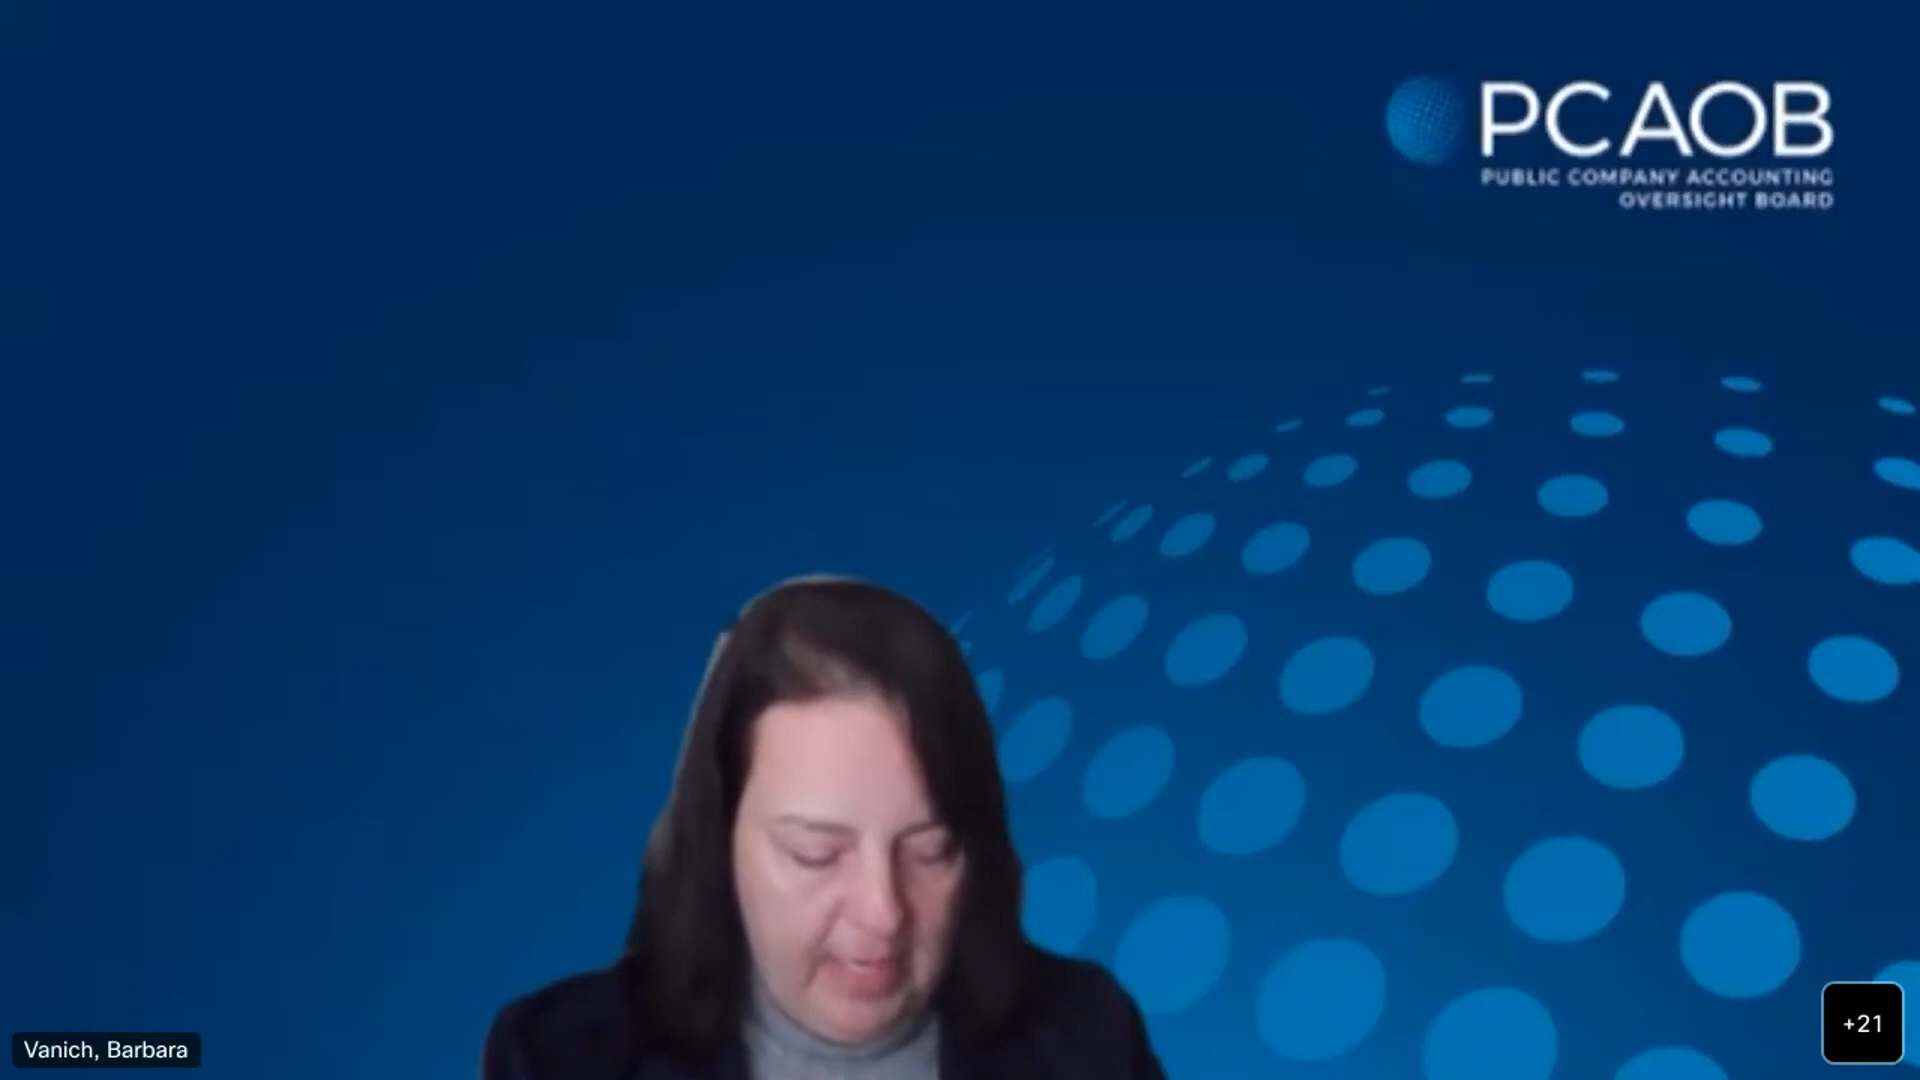 PCAOB
PUBLIC COMPANY ACCOUNTING
OVERSIGHT BOARD
Vanich, Barbara
+21